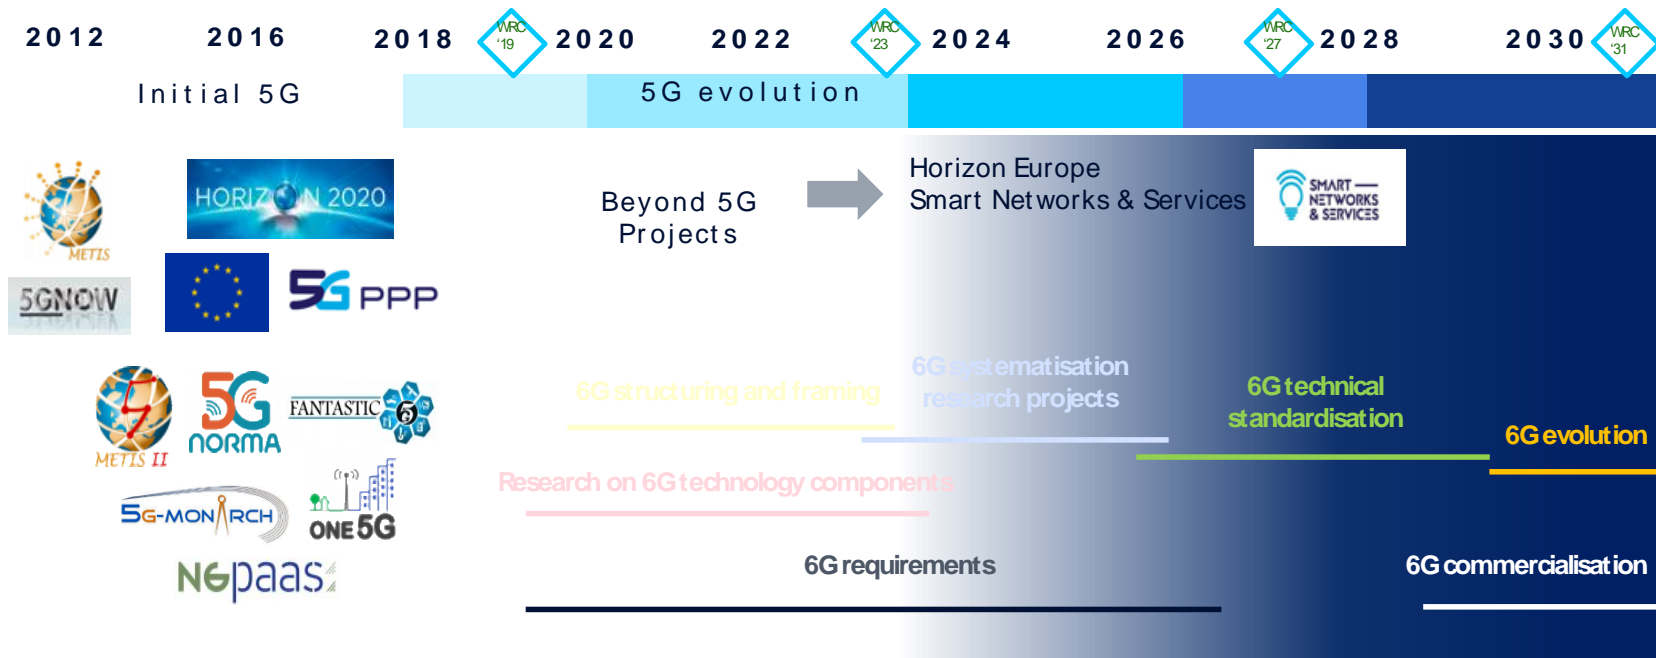 2012 2016 2018 WRC 2020 2022 WRC 2024 2026 WRC 2028 2030 WRC
'19 '23 '27 '31
Initial 5G
5G evolution
METIS
HORIZON 2020
Beyond 5G
Projects
Horizon Europe
Smart Networks & Services
SMART
NETWORKS
& SERVICES
5GNOW
5G PPP
METIS II
5G
NORMA
FANTASTIC 5
6G structuring and framing
6G systematisation
research projects
6G technical
standardisation
6G evolution
5G-MONARCH
ONE5G
Research on 6G technology components
NGpaas
6G requirements
6G commercialisation